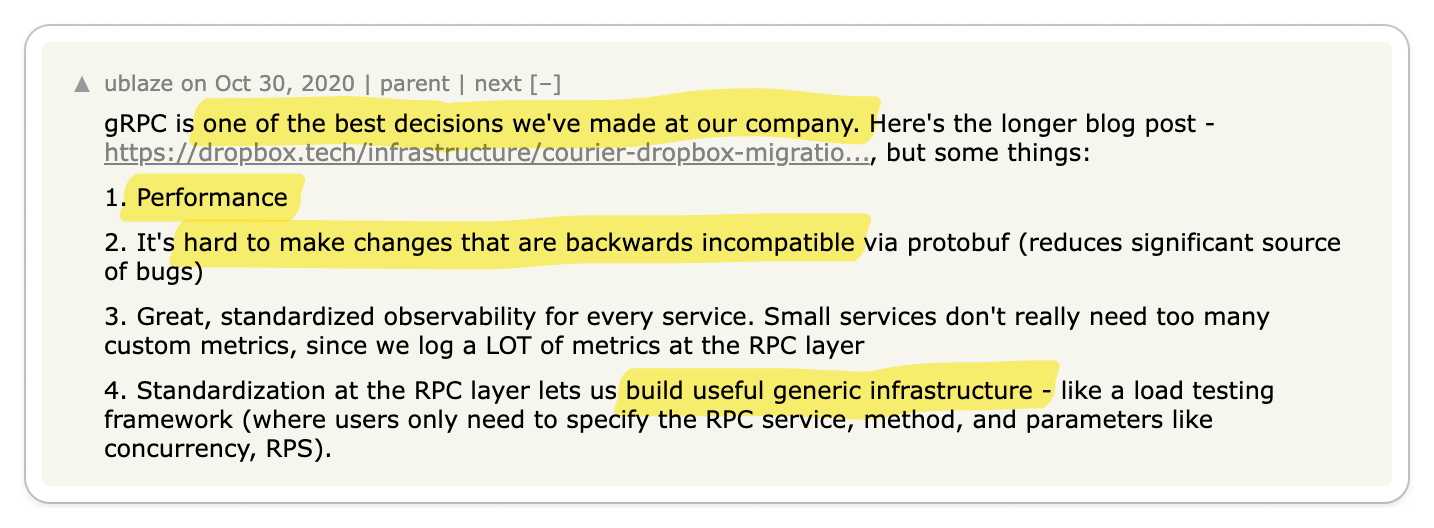 ▲ ublaze on Oct 30, 2020 | parent | next [–]
gRPC is one of the best decisions we've made at our company. Here's the longer blog post -
https://dropbox.tech/infrastructure/courier-dropbox-migratio..., but some things:
1. Performance
2. It's hard to make changes that are backwards incompatible via protobuf (reduces significant source
of bugs)
3. Great, standardized observability for every service. Small services don't really need too many
custom metrics, since we log a LOT of metrics at the RPC layer
4. Standardization at the RPC layer lets us build useful generic infrastructure - like a load testing
framework (where users only need to specify the RPC service, method, and parameters like
concurrency, RPS).